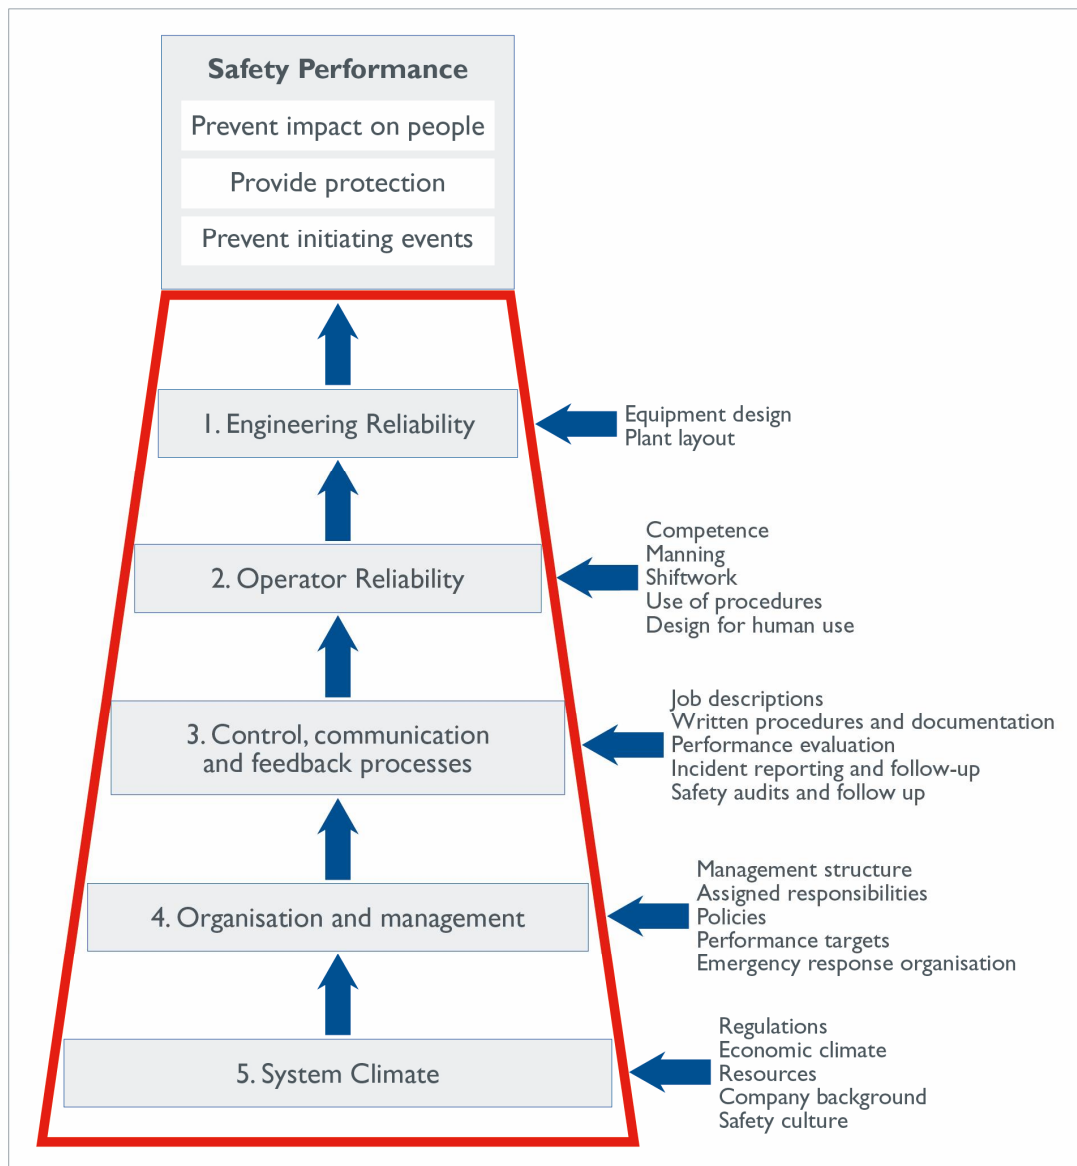 Safety Performance
Prevent impact on people
Provide protection
Prevent initiating events
1. Engineering Reliability
Equipment design
Plant layout
2. Operator Reliability
Competence
Manning
Shiftwork
Use of procedures
Design for human use
3. Control, communication
and feedback processes
Job descriptions
Written procedures and documentation
Performance evaluation
Incident reporting and follow-up
Safety audits and follow up
4. Organisation and management
Management structure
Assigned responsibilities
Policies
Performance targets
Emergency response organisation
5. System Climate
Regulations
Economic climate
Resources
Company background
Safety culture